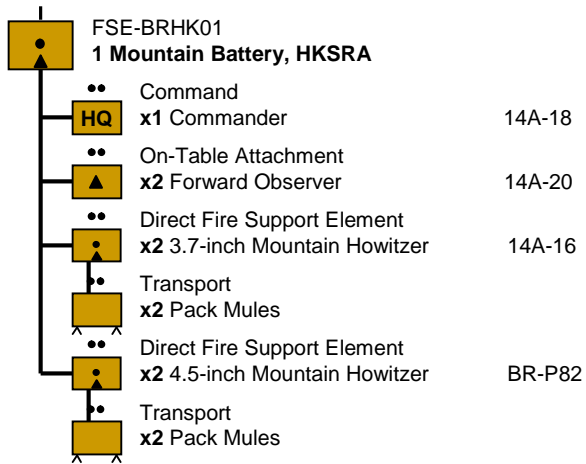 FSE-BRHK01
1 Mountain Battery, HKSRA
Command
HQ x1 Commander 14A-18
On-Table Attachment
x2 Forward Observer 14A-20
Direct Fire Support Element
x2 3.7-inch Mountain Howitzer 14A-16
Transport
x2 Pack Mules
Direct Fire Support Element
x2 4.5-inch Mountain Howitzer BR-P82
Transport
x2 Pack Mules